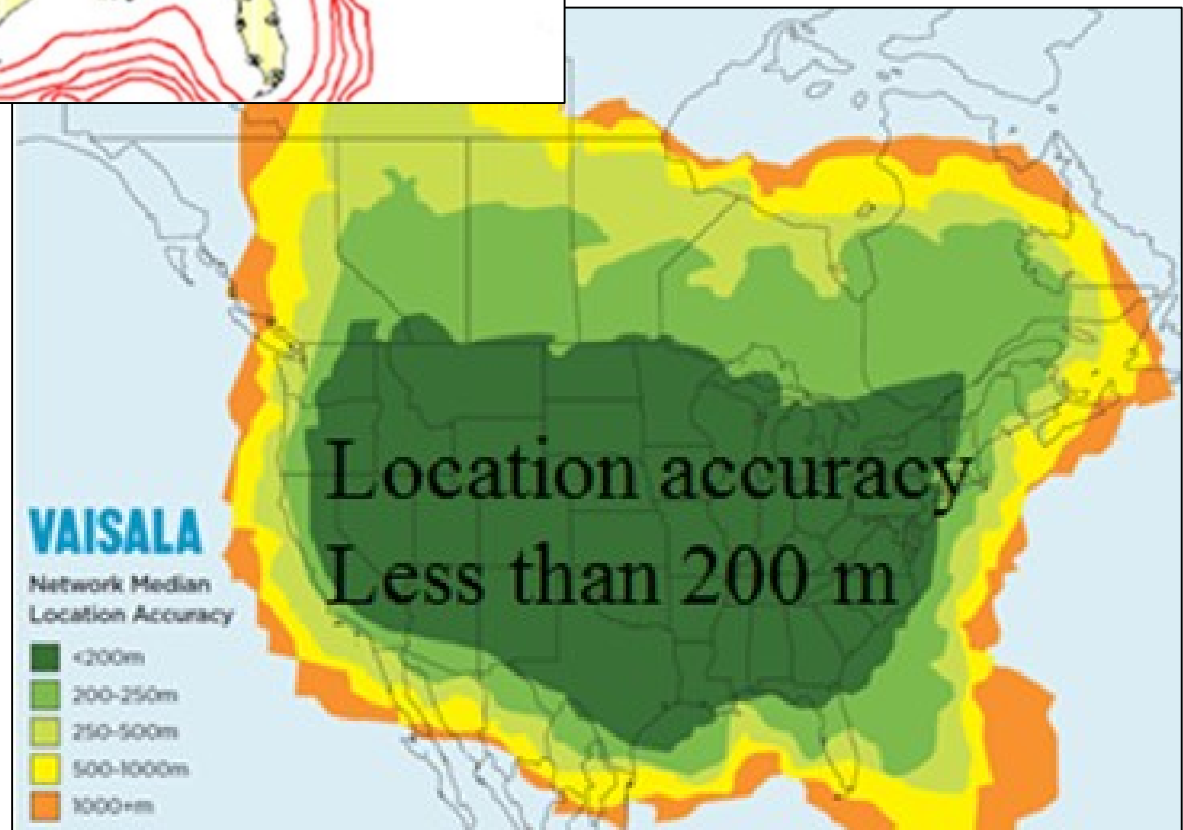 Location accuracy
Less than 200 m
VAISALA
Network Median
Location Accuracy
<200m
200-250m
250-500m
500-1000m
1000+m